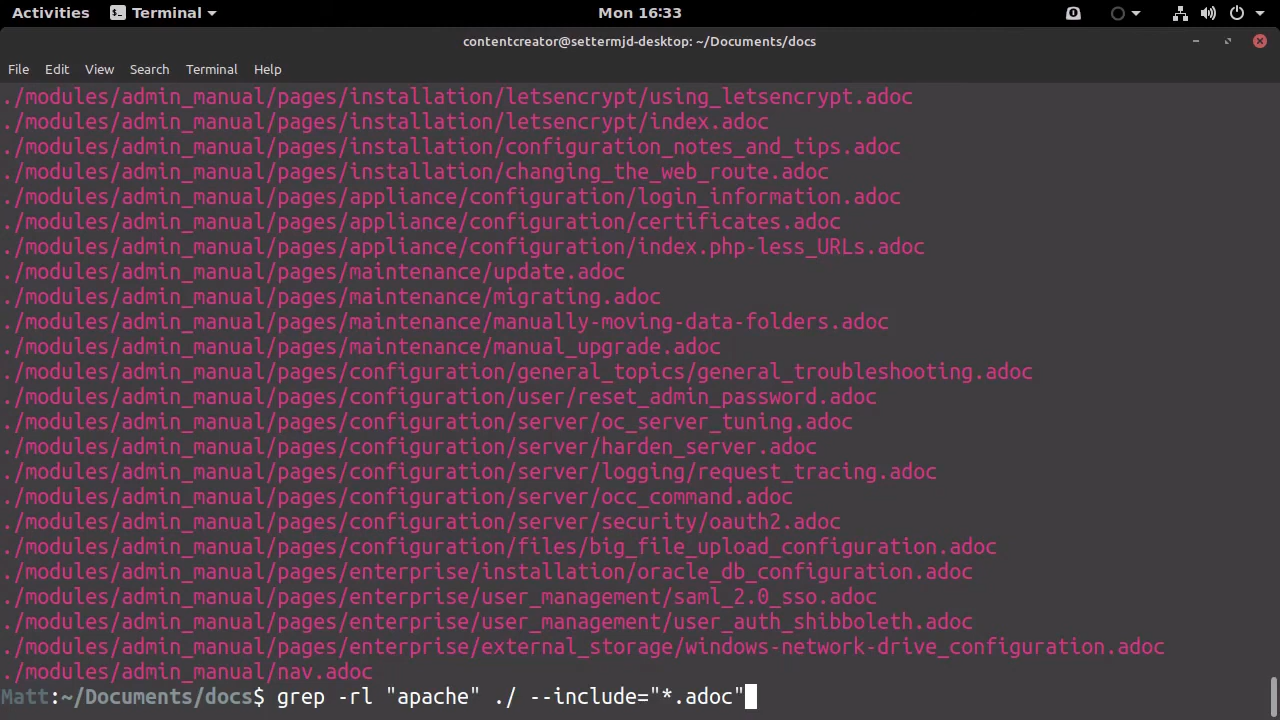 Activities Terminal Mon 16:33
contentcreator@settermjd-desktop: ~/Documents/docs
File Edit View Search Terminal Help
./modules/admin_manual/pages/installation/letsencrypt/using_letsencrypt.adoc
./modules/admin_manual/pages/installation/letsencrypt/index.adoc
./modules/admin_manual/pages/installation/configuration_notes_and_tips.adoc
./modules/admin_manual/pages/installation/changing_the_web_route.adoc
./modules/admin_manual/pages/appliance/configuration/login_information.adoc
./modules/admin_manual/pages/appliance/configuration/certificates.adoc
./modules/admin_manual/pages/appliance/configuration/index.php-less_URLs.adoc
./modules/admin_manual/pages/maintenance/update.adoc
./modules/admin_manual/pages/maintenance/migrating.adoc
./modules/admin_manual/pages/maintenance/manually-moving-data-folders.adoc
./modules/admin_manual/pages/maintenance/manual_upgrade.adoc
./modules/admin_manual/pages/configuration/general_topics/general_troubleshooting.adoc
./modules/admin_manual/pages/configuration/user/reset_admin_password.adoc
./modules/admin_manual/pages/configuration/server/oc_server_tuning.adoc
./modules/admin_manual/pages/configuration/server/harden_server.adoc
./modules/admin_manual/pages/configuration/server/logging/request_tracing.adoc
./modules/admin_manual/pages/configuration/server/occ_command.adoc
./modules/admin_manual/pages/configuration/server/security/oauth2.adoc
./modules/admin_manual/pages/configuration/files/big_file_upload_configuration.adoc
./modules/admin_manual/pages/enterprise/installation/oracle_db_configuration.adoc
./modules/admin_manual/pages/enterprise/user_management/saml_2.0_sso.adoc
./modules/admin_manual/pages/enterprise/user_management/user_auth_shibboleth.adoc
./modules/admin_manual/pages/enterprise/external_storage/windows-network-drive_configuration.adoc
./modules/admin_manual/nav.adoc
Matt:~/Documents/docs$ grep -rl "apache" ./ --include="*.adoc"